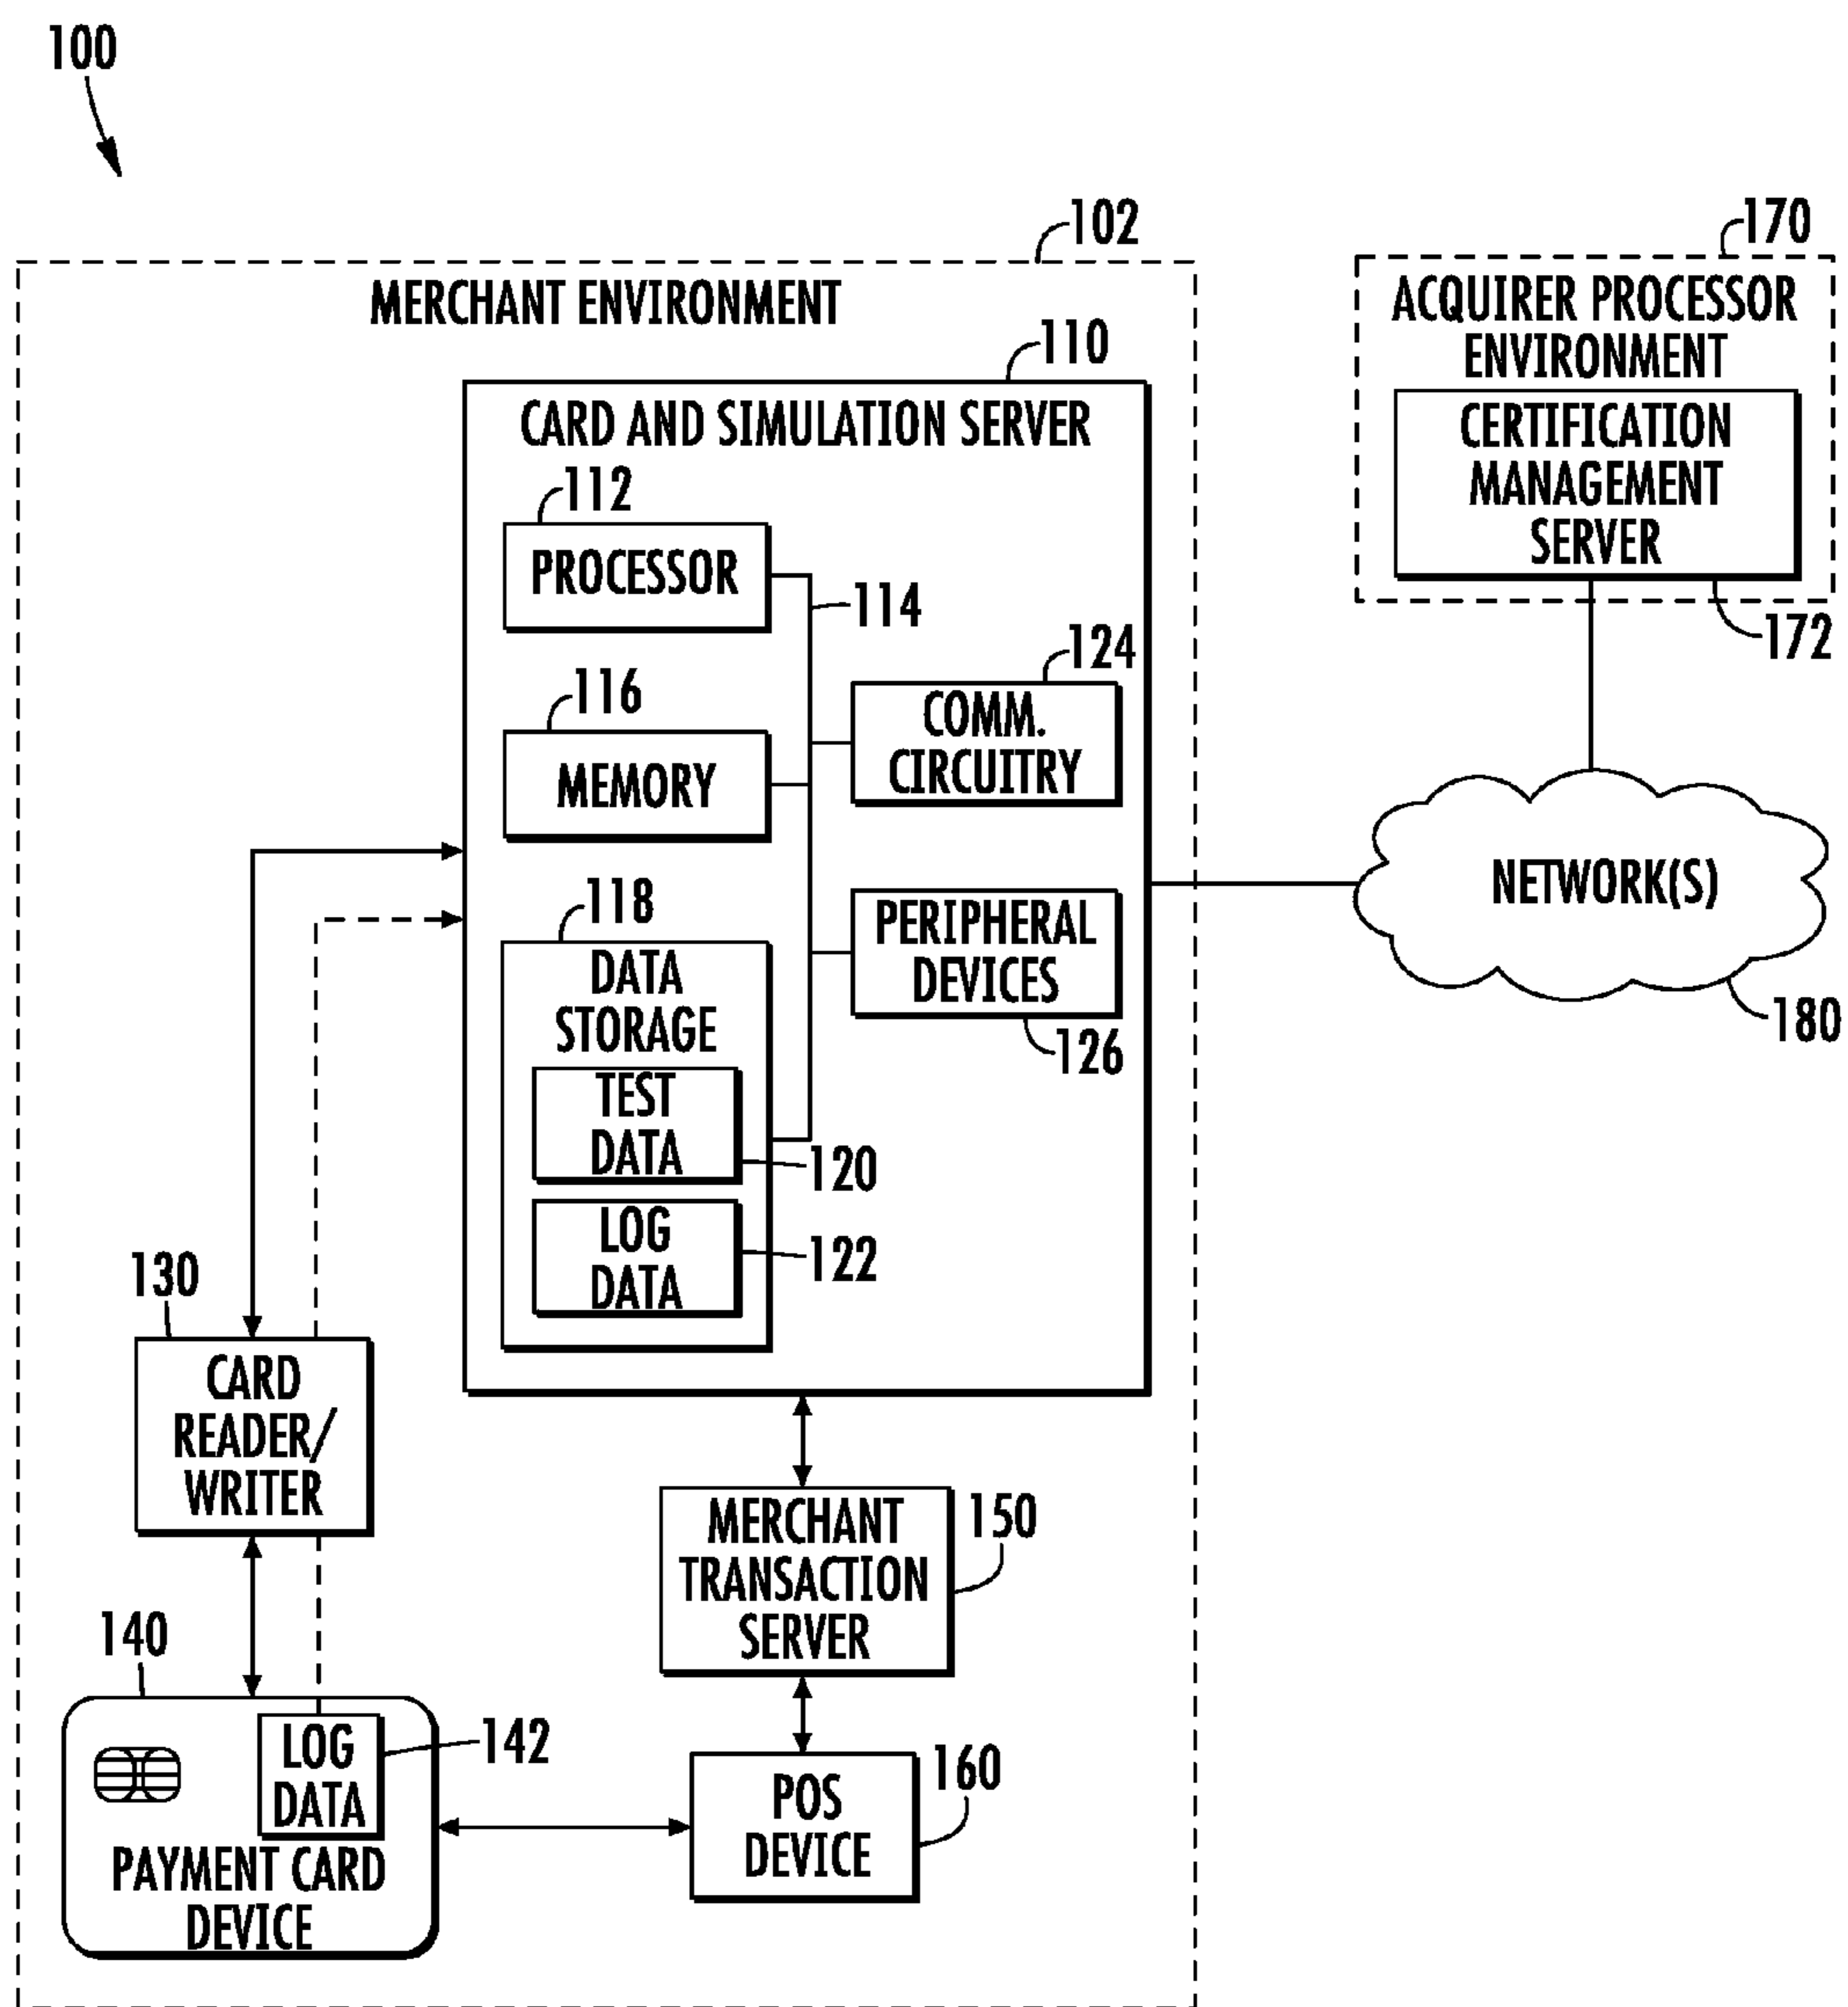 100
102
170
MERCHANT ENVIRONMENT
ACQUIRER PROCESSOR
ENVIRONMENT
110
CARD AND SIMULATION SERVER
CERTIFICATION
MANAGEMENT
SERVER
172
112
PROCESSOR
114
124
COMM.
CIRCUITRY
116
MEMORY
NETWORK(S)
180
118
DATA
STORAGE
PERIPHERAL
DEVICES
126
TEST
DATA
120
LOG
DATA
122
130
CARD
READER/
WRITER
MERCHANT
TRANSACTION
SERVER
150
140
LOG
DATA
142
PAYMENT CARD
DEVICE
POS
DEVICE
160